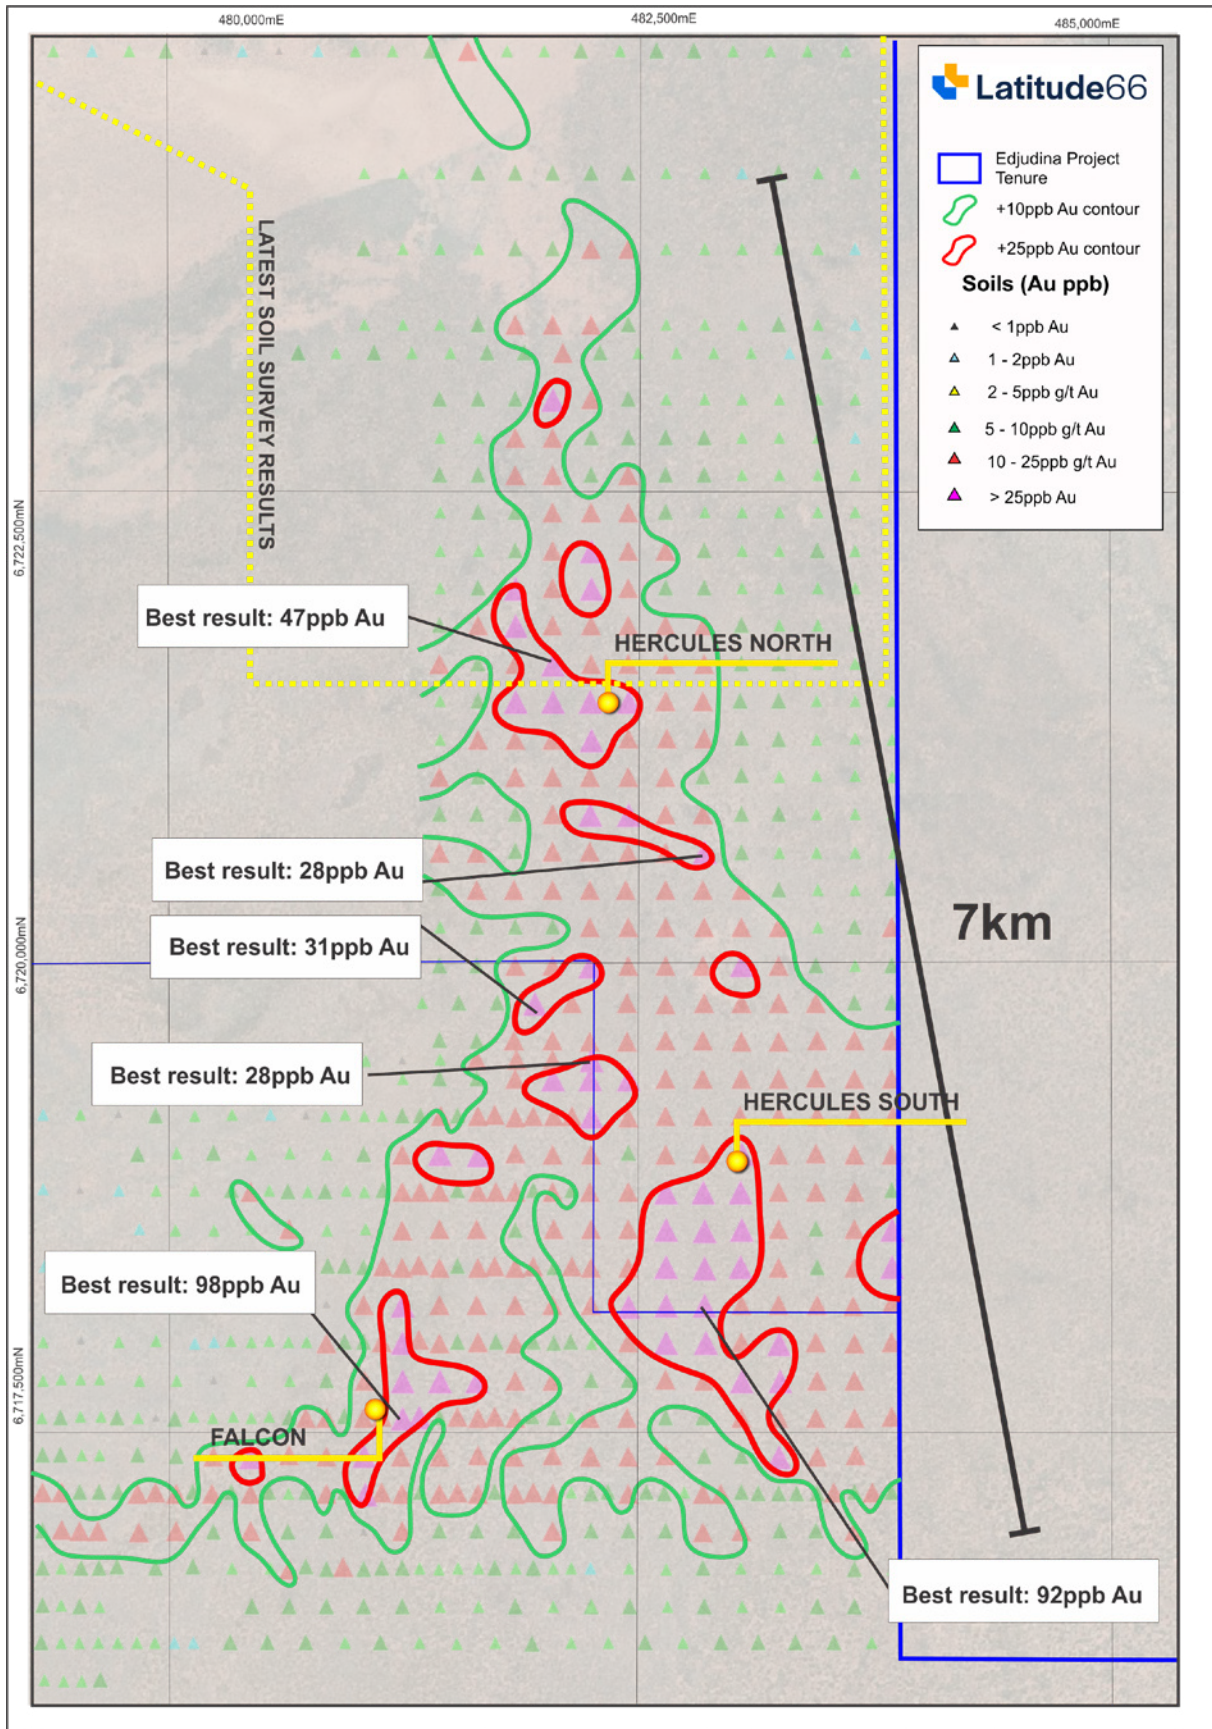 480,000mE
482,500mE
485,000mE
Latitude66
Edjudina Project
Tenure
+10ppb Au contour
+25ppb Au contour
Soils (Au ppb)
< 1ppb Au
1 - 2ppb Au
2 - 5ppb g/t Au
5 - 10ppb g/t Au
10 - 25ppb g/t Au
> 25ppb Au
LATEST SOIL SURVEY RESULTS
6,722,500mN
Best result: 47ppb Au
HERCULES NORTH
Best result: 28ppb Au
7km
Best result: 31ppb Au
6,720,000mN
Best result: 28ppb Au
HERCULES SOUTH
Best result: 98ppb Au
6,717,500mN
FALCON
Best result: 92ppb Au